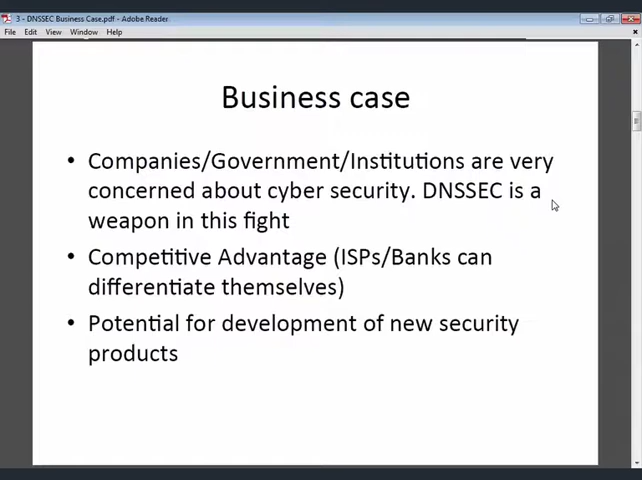 3 - DNSSEC Business Case.pdf - Adobe Reader
File Edit View Window Help
Business case
• Companies/Government/Institutions are very
concerned about cyber security. DNSSEC is a
weapon in this fight
• Competitive Advantage (ISPs/Banks can
differentiate themselves)
• Potential for development of new security
products